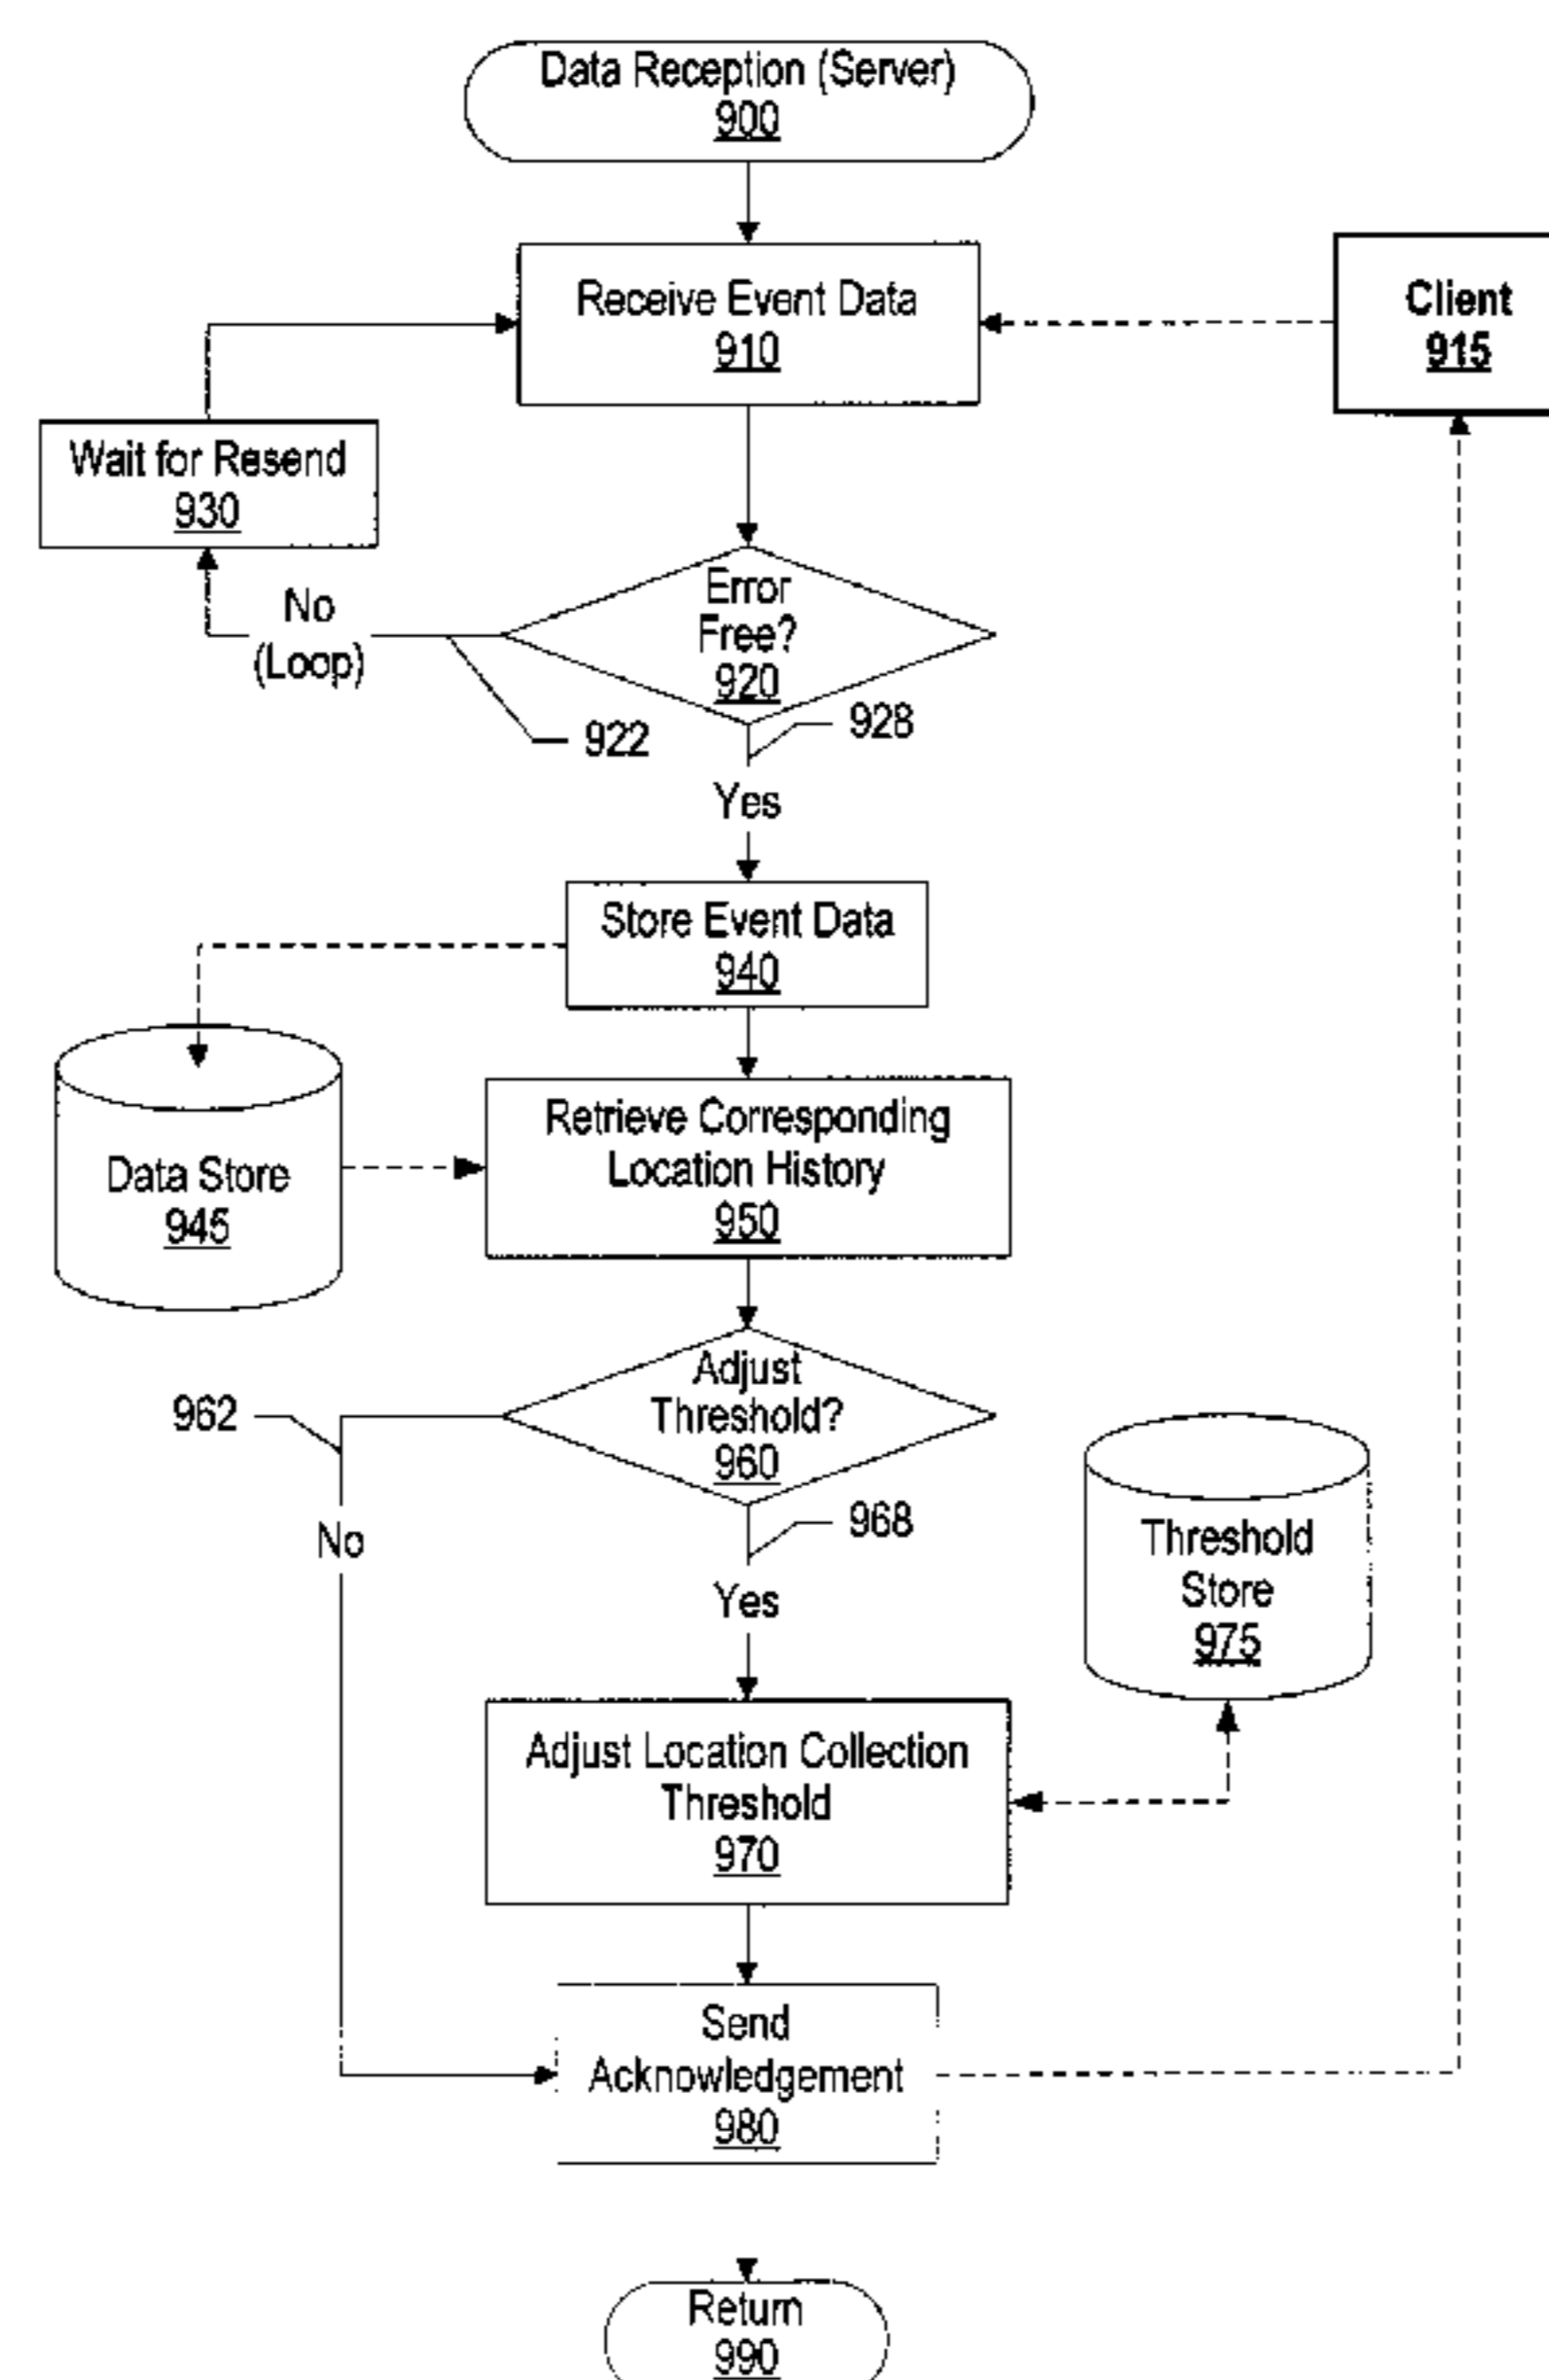 Data Reception (Server)
900
Receive Event Data
910
Client
915
Wait for Resend
930
Error
Free?
920
No
(Loop)
922
928
Yes
Store Event Data
940
Data Store
945
Retrieve Corresponding
Location History
950
Adjust
Threshold?
960
962
No
968
Yes
Threshold
Store
975
Adjust Location Collection
Threshold
970
Send
Acknowledgement
980
Return
990